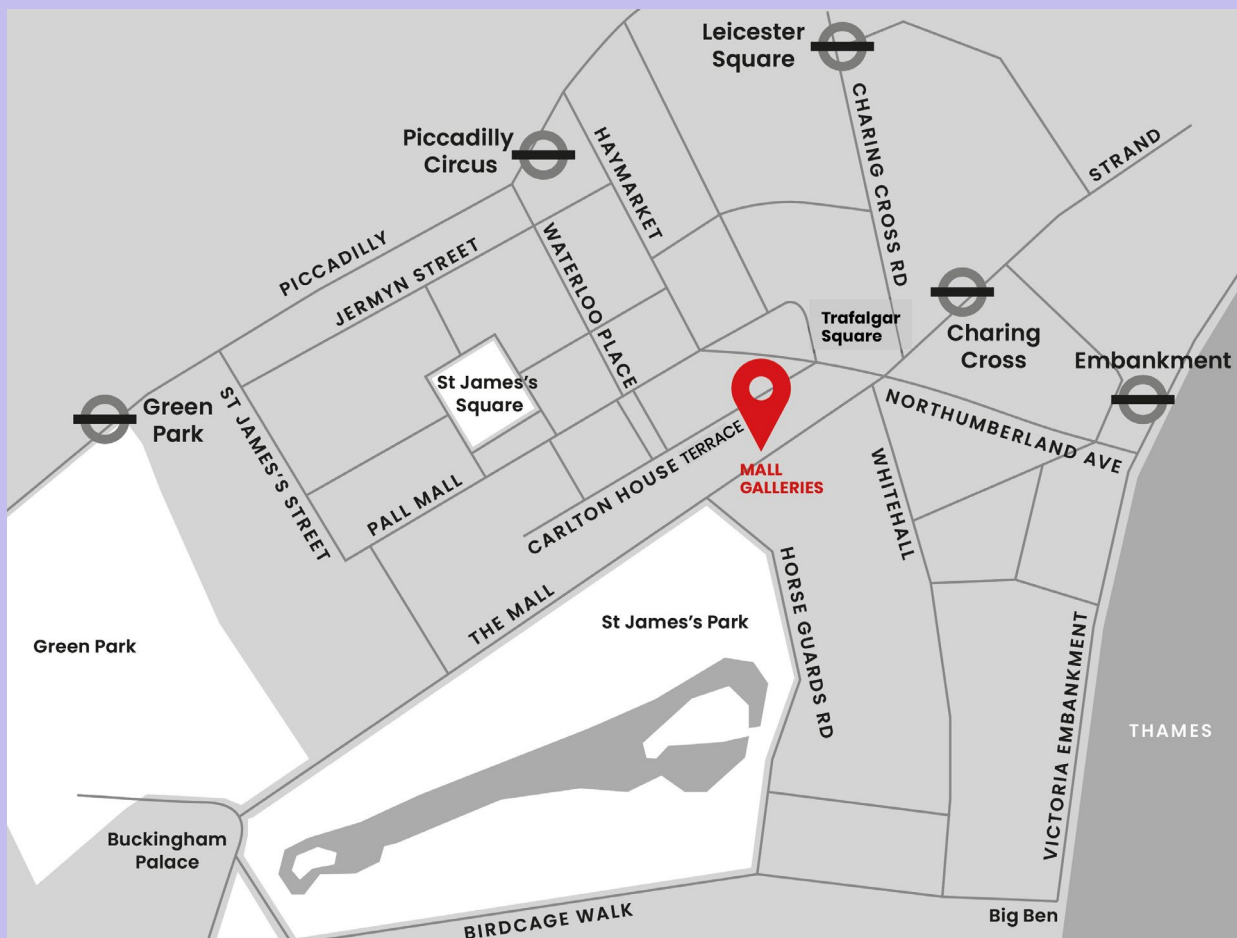 Leicester
Square
Piccadilly
Circus
HAYMARKET
CHARING CROSS RD
STRAND
PICCADILLY
JERMYN STREET
WATERLOO PLACE
Trafalgar
Square
Charing
Cross
Embankment
St James's
Square
Green
Park
ST JAMES'S STREET
PALL MALL
CARLTON HOUSE TERRACE
MALL
GALLERIES
NORTHUMBERLAND AVE
WHITEHALL
THE MALL
HORSE GUARDS RD
St James's Park
Green Park
VICTORIA EMBANKMENT
THAMES
Buckingham
Palace
BIRDCAGE WALK
Big Ben